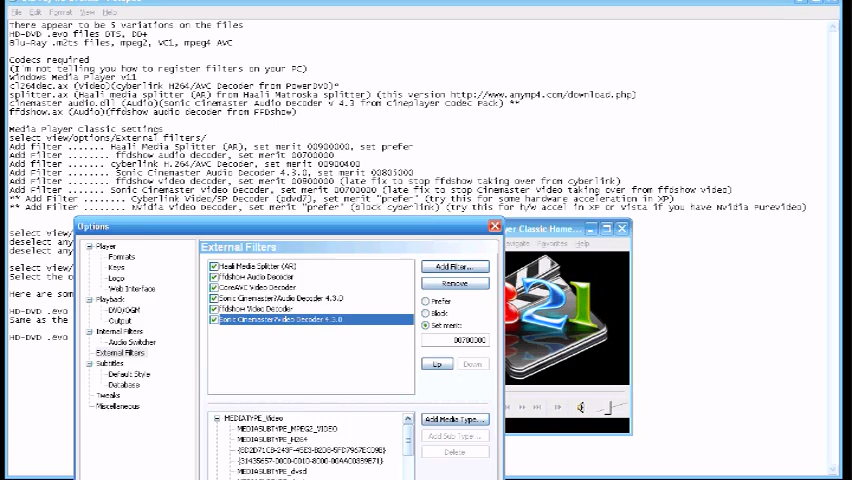 File Edit Format View Help
There appear to be 5 variations on the files
HD-DVD .evo files DTS, DD+
Blu-Ray .m2ts files, mpeg2, VC1, mpeg4 AVC
Codecs required
(I'm not telling you how to register filters on your PC)
Windows Media Player v11
cl264dec.ax (Video)(cyberlink H264/AVC Decoder from PowerDVD)*
splitter.ax (Haali media splitter (AR) from Haali Matroska splitter) (this version http://www.anymp4.com/download.php)
cinemaster audio.dll (Audio)(sonic Cinemaster Audio Decoder v 4.3 from Cineplayer Codec Pack) **
ffdshow.ax (Audio)(ffdshow audio decoder from FFDshow)
Media Player Classic settings
select view/options/External filters/
Add filter ........ Haali Media Splitter (AR), set merit 00900000, set prefer
Add Filter ........ ffdshow audio decoder, set merit 00700000
Add filter ........ cyberlink H.264/AVC Decoder, set merit 00900400
Add Filter ........ Sonic Cinemaster Audio Decoder 4.3.0, set merit 00805000
Add Filter ........ ffdshow video decoder, set merit 00800000 (late fix to stop ffdshow taking over from cyberlink)
Add Filter ........ Sonic Cinemaster Video Decoder, set merit 00700000 (late fix to stop Cinemaster Video taking over from ffdshow video)
** Add Filter ........ Cyberlink Video/SP Decoder (pdvd7), set merit "prefer" (try this for some hardware acceleration in XP)
** Add Filter ........ Nvidia Video Decoder, set merit "prefer" (block cyberlink) (try this for h/w accel in XP or Vista if you have Nvidia PureVideo)
select view/
deselect any
deselect any
select view/
Select the o
Here are som
HD-DVD .evo
Same as the
HD-DVD .evo
Options
Player
Formats
Keys
Logo
Web Interface
Playback
DVD/OGM
Output
Internal Filters
Audio Switcher
External Filters
Subtitles
Default Style
Database
Tweaks
Miscellaneous
External Filters
Haali Media Splitter (AR)
ffdshow Audio Decoder
CoreAVC Video Decoder
Sonic Cinemaster?Audio Decoder 4.3.0
ffdshow Video Decoder
Sonic Cinemaster?Video Decoder 4.3.0
Add Filter...
Remove
Prefer
Block
Set merit:
00700000
Up
Down
MEDIATYPE_Video
MEDIASUBTYPE_MPEG2_VIDEO
MEDIASUBTYPE_H264
MEDIASUBTYPE_dvsd
Add Media Type...
Add Sub Type ...
Delete
yer Classic Home...
avigate Favorites Help
321